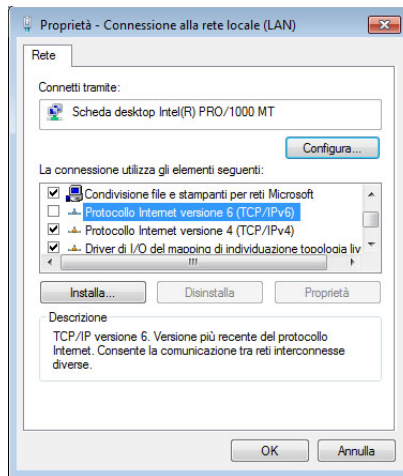 Proprietà - Connessione alla rete locale (LAN)
Rete
Connetti tramite:
Scheda desktop Intel(R) PRO/1000 MT
Configura...
La connessione utilizza gli elementi seguenti:
Condivisione file e stampanti per reti Microsoft
Protocollo Internet versione 6 (TCP/IPv6)
Protocollo Internet versione 4 (TCP/IPv4)
Driver di I/O del mapping di individuazione topologia liv
Installa... Disinstalla Proprietà
Descrizione
TCP/IP versione 6. Versione più recente del protocollo
Internet. Consente la comunicazione tra reti interconnesse
diverse.
OK Annulla